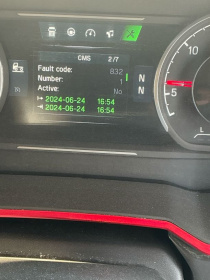 CMS 2/7
Fault code: 832
Number: 1
Active: No
2024-06-24 16:54
2024-06-24 16:54
N
N
10
5
L